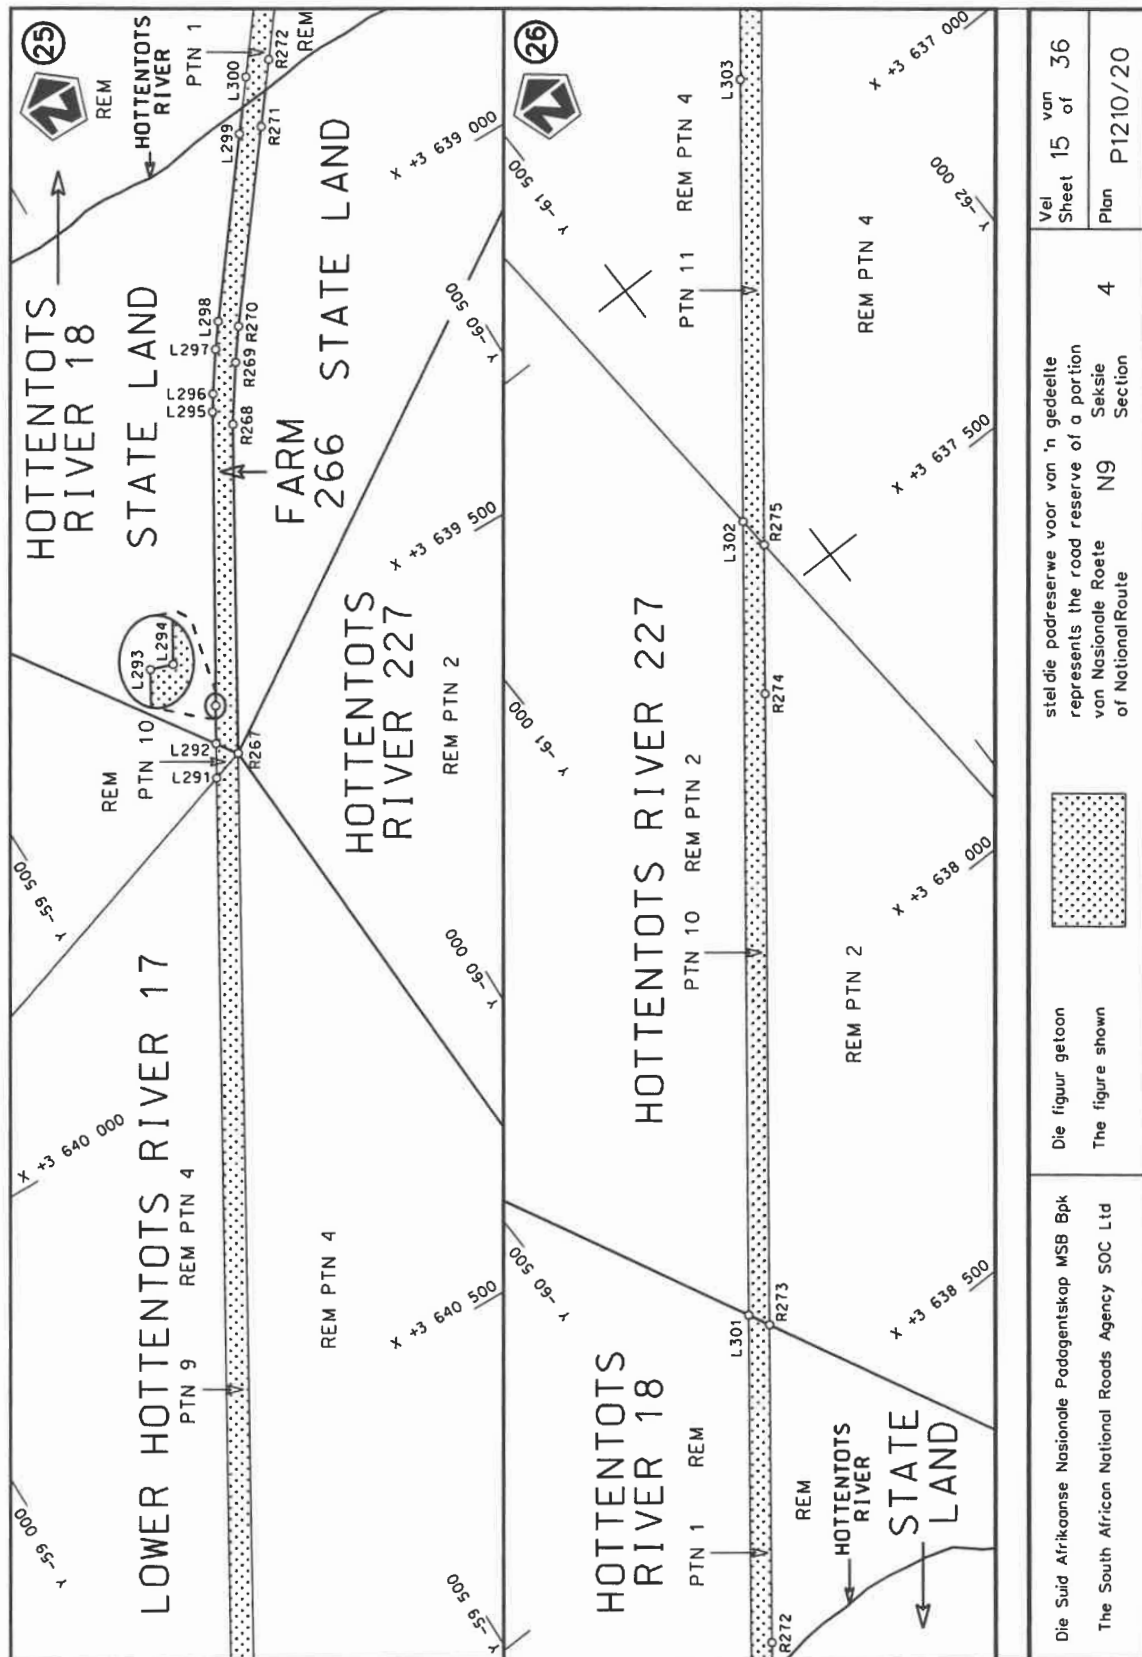 25
HOTTENTOTS
RIVER 18
REM
HOTTENTOTS
RIVER
PTN 1
REM
STATE LAND
L300
L299
R272
R271
L298
L297
L296
L295
R270
R269
R268
FARM
266
STATE LAND
X +3 639 000
L293
L294
REM
PTN 10
L292
L291
R267
HOTTENTOTS
RIVER 227
REM PTN 2
X +3 639 500
Y -60 500
Y -59 500
Y -60 000
LOWER HOTTENTOTS RIVER 17
PTN 9
REM PTN 4
REM PTN 4
X +3 640 000
X +3 640 500
Y -59 000
Y -59 500
26
X +3 637 000
L303
Y -61 500
REM PTN 4
PTN 11
REM PTN 4
Y -62 000
X +3 637 500
L302
R275
R274
Y -61 000
HOTTENTOTS RIVER 227
PTN 10
REM PTN 2
REM PTN 2
X +3 638 000
Y -60 500
L301
R273
X +3 638 500
HOTTENTOTS
RIVER 18
PTN 1
REM
REM
HOTTENTOTS
RIVER
STATE
LAND
R272
Die Suid Afrikaanse Nasionale Padagentskap MSB Bpk
The South African National Roads Agency SOC Ltd
Die figuur getoon
The figure shown
stel die padreserwe voor van 'n gedeelte
represents the road reserve of a portion
van Nasionale Roete N9 Seksie 4
of National Route Section
Vel 15 van 36
Sheet of
Plan P1210/20